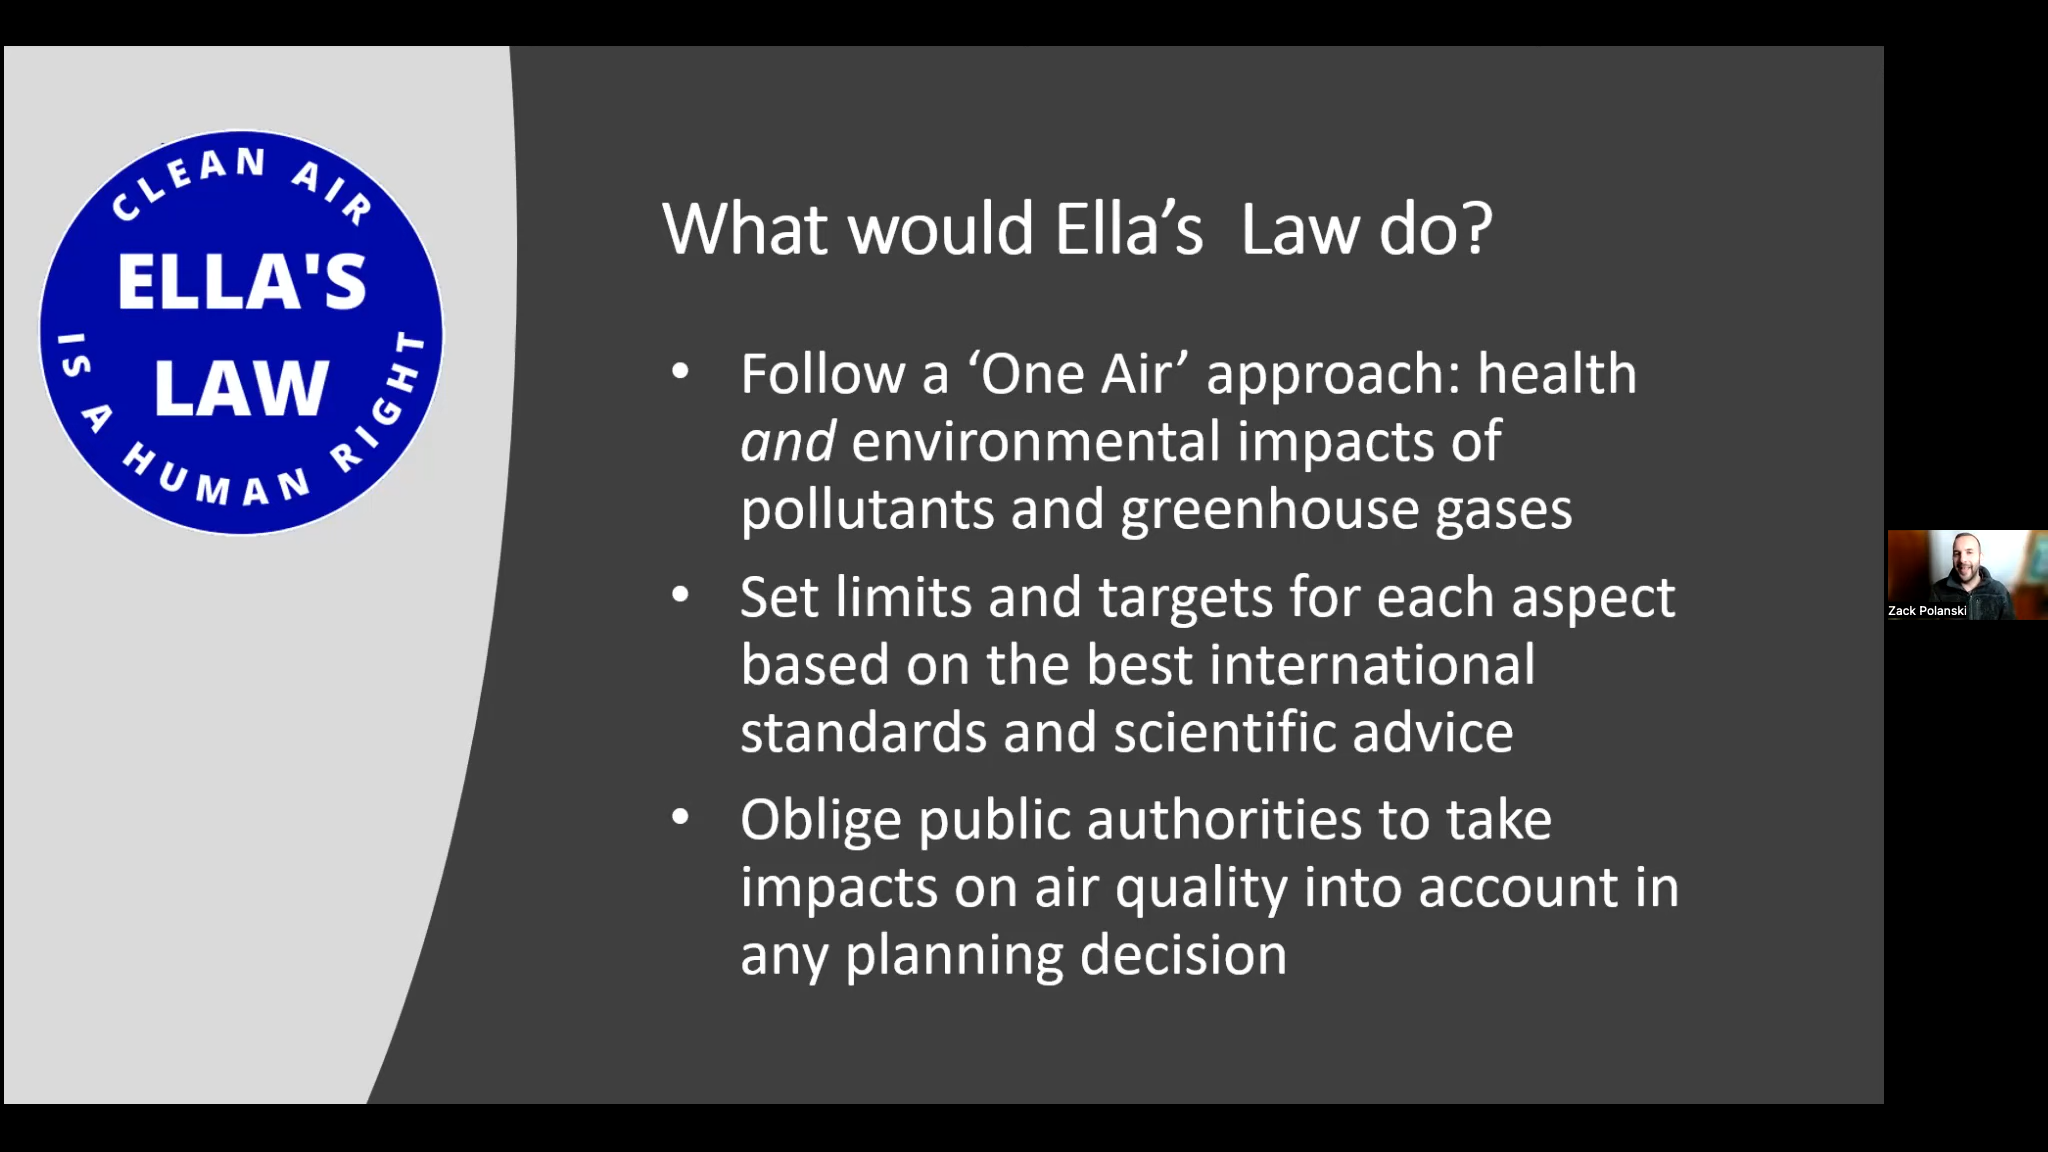 CLEAN AIR
ELLA'S
LAW
IS A HUMAN RIGHT
What would Ella’s  Law do?
• Follow a ‘One Air’ approach: health
and environmental impacts of
pollutants and greenhouse gases
• Set limits and targets for each aspect
based on the best international
standards and scientific advice
• Oblige public authorities to take
impacts on air quality into account in
any planning decision
Zack Polanski